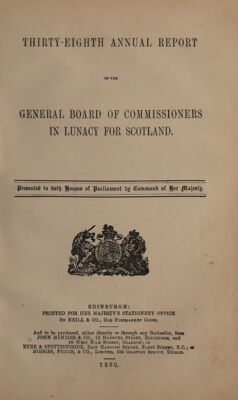 THIRTY-EIGHTH ANNUAL REPORT
OF THE
GENERAL BOARD OF COMMISSIONERS
IN LUNACY FOR SCOTLAND.
Presented to both Houses of Parliament by Command of Her Majesty.
EDINBURGH:
PRINTED FOR HER MAJESTY'S STATIONERY OFFICE
BY NEILL & CO., OLD FISHMARKET CLOSE.
And to be purchased, either directly or through any Bookseller, from
JOHN MENZIES & CO., 12 HANOVER STREET, EDINBURGH, and
90 WEST NILE STREET, GLASGOW; or
EYRE & SPOTTISWOODE, EAST HARDING STREET, FLEET STREET, E.C.; or
HODGES, FIGGIS, & CO., LIMITED, 104 GRAFTON STREET, DUBLIN.
1896.